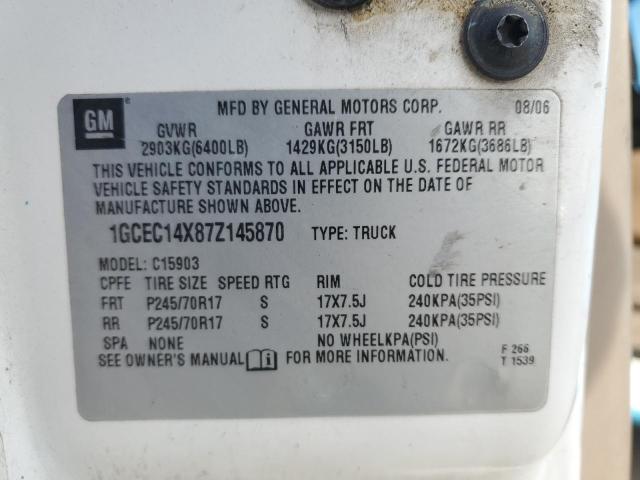 GM
MFD BY GENERAL MOTORS CORP. 08/06
GVWR GAWR FRT GAWR RR
2903KG(6400LB) 1429KG(3150LB) 1672KG(3686LB)
THIS VEHICLE CONFORMS TO ALL APPLICABLE U.S. FEDERAL MOTOR
VEHICLE SAFETY STANDARDS IN EFFECT ON THE DATE OF
MANUFACTURE SHOWN ABOVE.
1GCEC14X87Z145870 TYPE: TRUCK
MODEL: C15903
CPFE TIRE SIZE SPEED RTG RIM COLD TIRE PRESSURE
FRT P245/70R17 S 17X7.5J 240KPA(35PSI)
RR P245/70R17 S 17X7.5J 240KPA(35PSI)
SPA NONE NO WHEELKPA(PSI)
SEE OWNER'S MANUAL FOR MORE INFORMATION.
F 266
T 1539